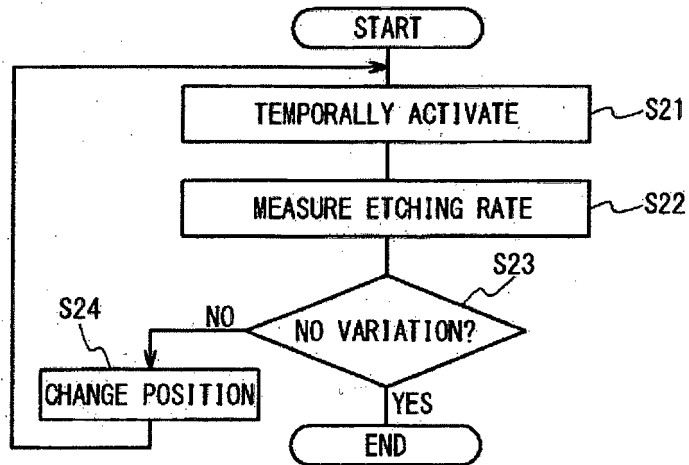 START
TEMPORALLY ACTIVATE
S21
MEASURE ETCHING RATE
S22
S23
NO VARIATION?
S24
NO
CHANGE POSITION
YES
END